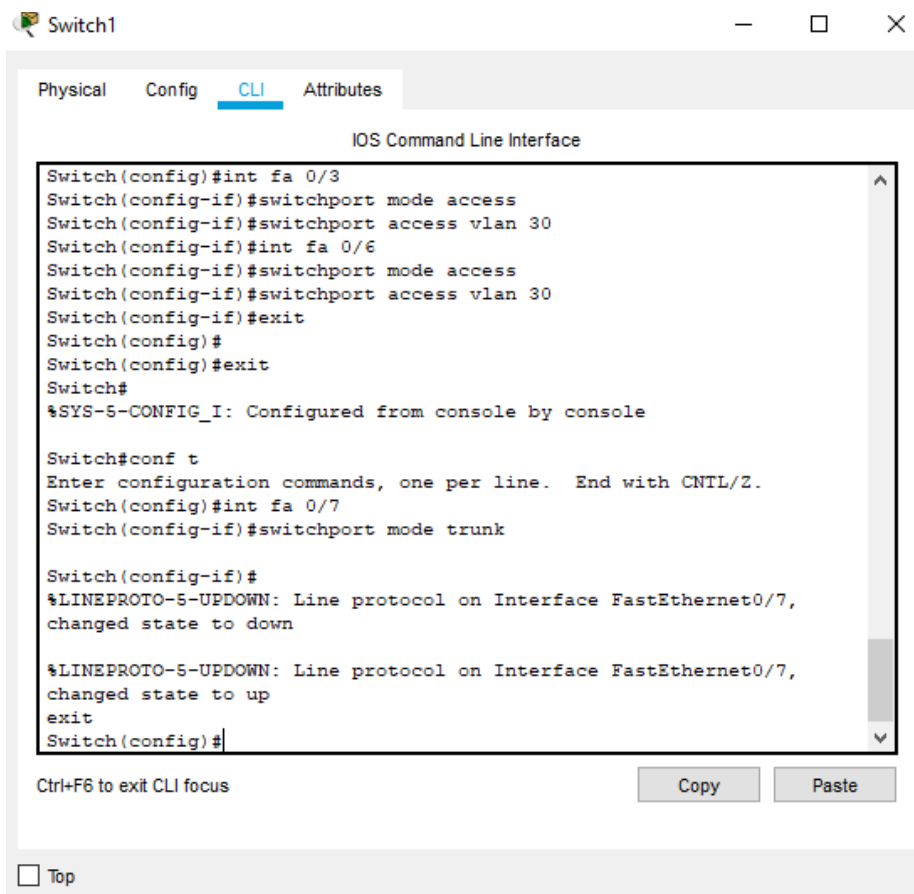 Switch1
Physical Config CLI Attributes
IOS Command Line Interface
Switch(config)#int fa 0/3
Switch(config-if)#switchport mode access
Switch(config-if)#switchport access vlan 30
Switch(config-if)#int fa 0/6
Switch(config-if)#switchport mode access
Switch(config-if)#switchport access vlan 30
Switch(config-if)#exit
Switch(config)#
Switch(config)#exit
Switch#
%SYS-5-CONFIG_I: Configured from console by console
Switch#conf t
Enter configuration commands, one per line.  End with CNTL/Z.
Switch(config)#int fa 0/7
Switch(config-if)#switchport mode trunk
Switch(config-if)#
%LINEPROTO-5-UPDOWN: Line protocol on Interface FastEthernet0/7,
changed state to down
%LINEPROTO-5-UPDOWN: Line protocol on Interface FastEthernet0/7,
changed state to up
exit
Switch(config)#
Ctrl+F6 to exit CLI focus
Copy Paste
Top